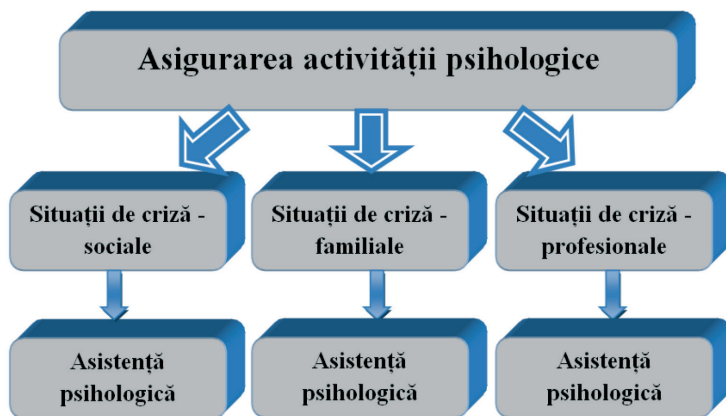 Asigurarea activității psihologice
Situații de criză -
sociale
Situații de criză -
familiale
Situații de criză -
profesionale
Asistență
psihologică
Asistență
psihologică
Asistență
psihologică